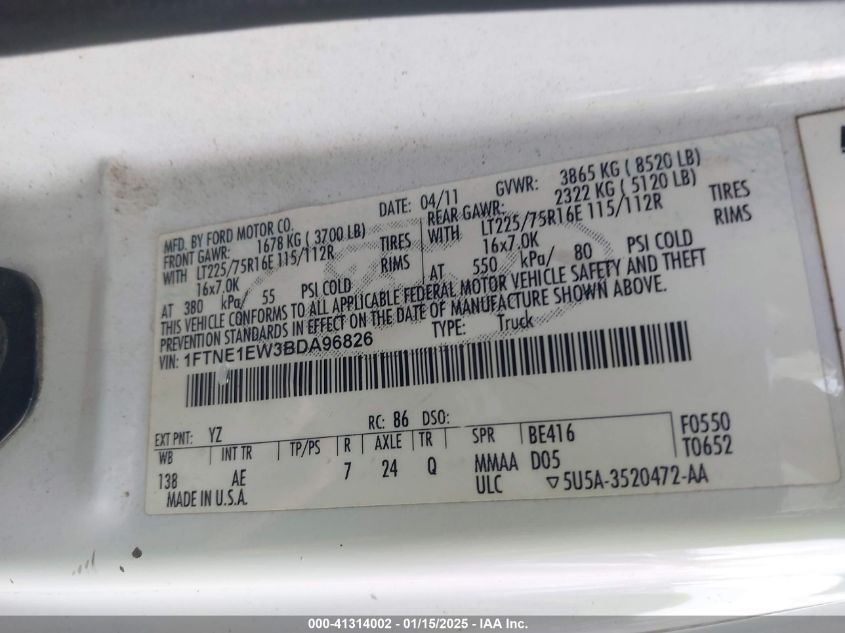 MFD. BY FORD MOTOR CO. DATE: 04/11 GVWR: 3865 KG ( 8520 LB)
FRONT GAWR: 1678 KG ( 3700 LB) REAR GAWR: 2322 KG ( 5120 LB)
WITH LT225/75R16E 115/112R TIRES WITH LT225/75R16E 115/112R TIRES
16x7.0K RIMS 16x7.0K RIMS
AT 380 kPa/ 55 PSI COLD AT 550 kPa/ 80 PSI COLD
THIS VEHICLE CONFORMS TO ALL APPLICABLE FEDERAL MOTOR VEHICLE SAFETY AND THEFT
PREVENTION STANDARDS IN EFFECT ON THE DATE OF MANUFACTURE SHOWN ABOVE.
VIN: 1FTNE1EW3BDA96826 TYPE: Truck
EXT PNT: YZ RC: 86 DSO:
WB INT TR TP/PS R AXLE TR SPR BE416 F0550
138 AE 7 24 Q MMAA D05 T0652
MADE IN U.S.A. ULC ▽5U5A-3520472-AA
000-41314002 - 01/15/2025 - IAA Inc.